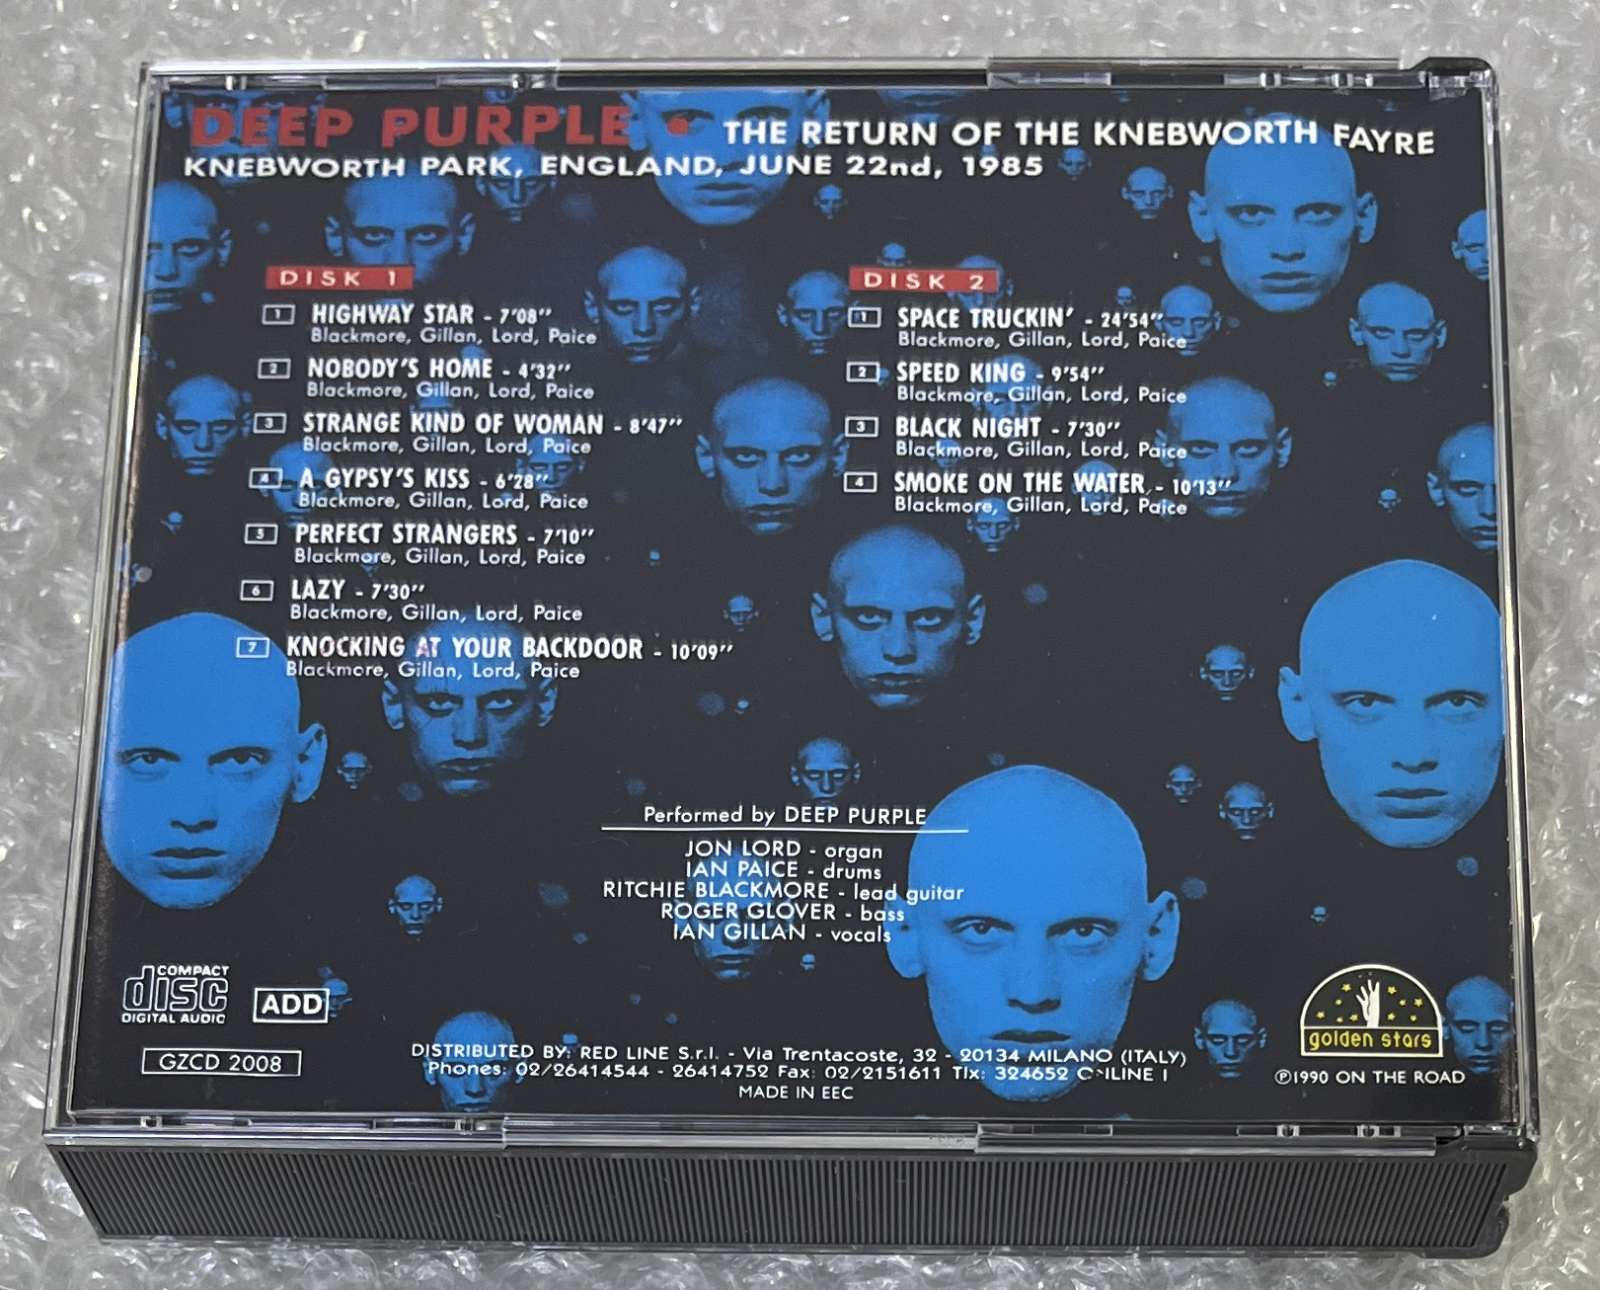 DEEP PURPLE • THE RETURN OF THE KNEBWORTH FAYRE
KNEBWORTH PARK, ENGLAND, JUNE 22nd, 1985
DISK 1
1 HIGHWAY STAR - 7'08''
Blackmore, Gillan, Lord, Paice
2 NOBODY'S HOME - 4'32''
Blackmore, Gillan, Lord, Paice
3 STRANGE KIND OF WOMAN - 8'47''
Blackmore, Gillan, Lord, Paice
4 A GYPSY'S KISS - 6'28''
Blackmore, Gillan, Lord, Paice
5 PERFECT STRANGERS - 7'10''
Blackmore, Gillan, Lord, Paice
6 LAZY - 7'30''
Blackmore, Gillan, Lord, Paice
7 KNOCKING AT YOUR BACKDOOR - 10'09''
Blackmore, Gillan, Lord, Paice
DISK 2
1 SPACE TRUCKIN' - 24'54''
Blackmore, Gillan, Lord, Paice
2 SPEED KING - 9'54''
Blackmore, Gillan, Lord, Paice
3 BLACK NIGHT - 7'30''
Blackmore, Gillan, Lord, Paice
4 SMOKE ON THE WATER - 10'13''
Blackmore, Gillan, Lord, Paice
Performed by DEEP PURPLE
JON LORD - organ
IAN PAICE - drums
RITCHIE BLACKMORE - lead guitar
ROGER GLOVER - bass
IAN GILLAN - vocals
COMPACT
disc
DIGITAL AUDIO
ADD
GZCD 2008
DISTRIBUTED BY: RED LINE S.r.l. - Via Trentacoste, 32 - 20134 MILANO (ITALY)
Phones: 02/26414544 - 26414752 Fax: 02/2151611 Tlx: 324652 I
MADE IN EEC
golden stars
℗1990 ON THE ROAD